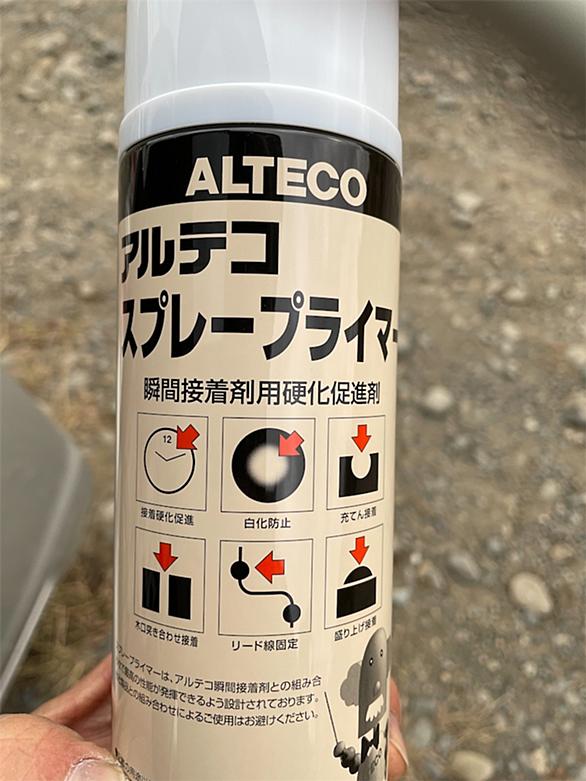 ALTECO
アルテコ
スプレープライマー
瞬間接着剤用硬化促進剤
12
接着硬化促進
白化防止
充てん接着
木口突き合わせ接着
リード線固定
盛り上げ接着
プレープライマーは、アルテコ瞬間接着剤との組み合
の性能が発揮できるよう設計されております。
との組み合わせによるご使用はお避けください。